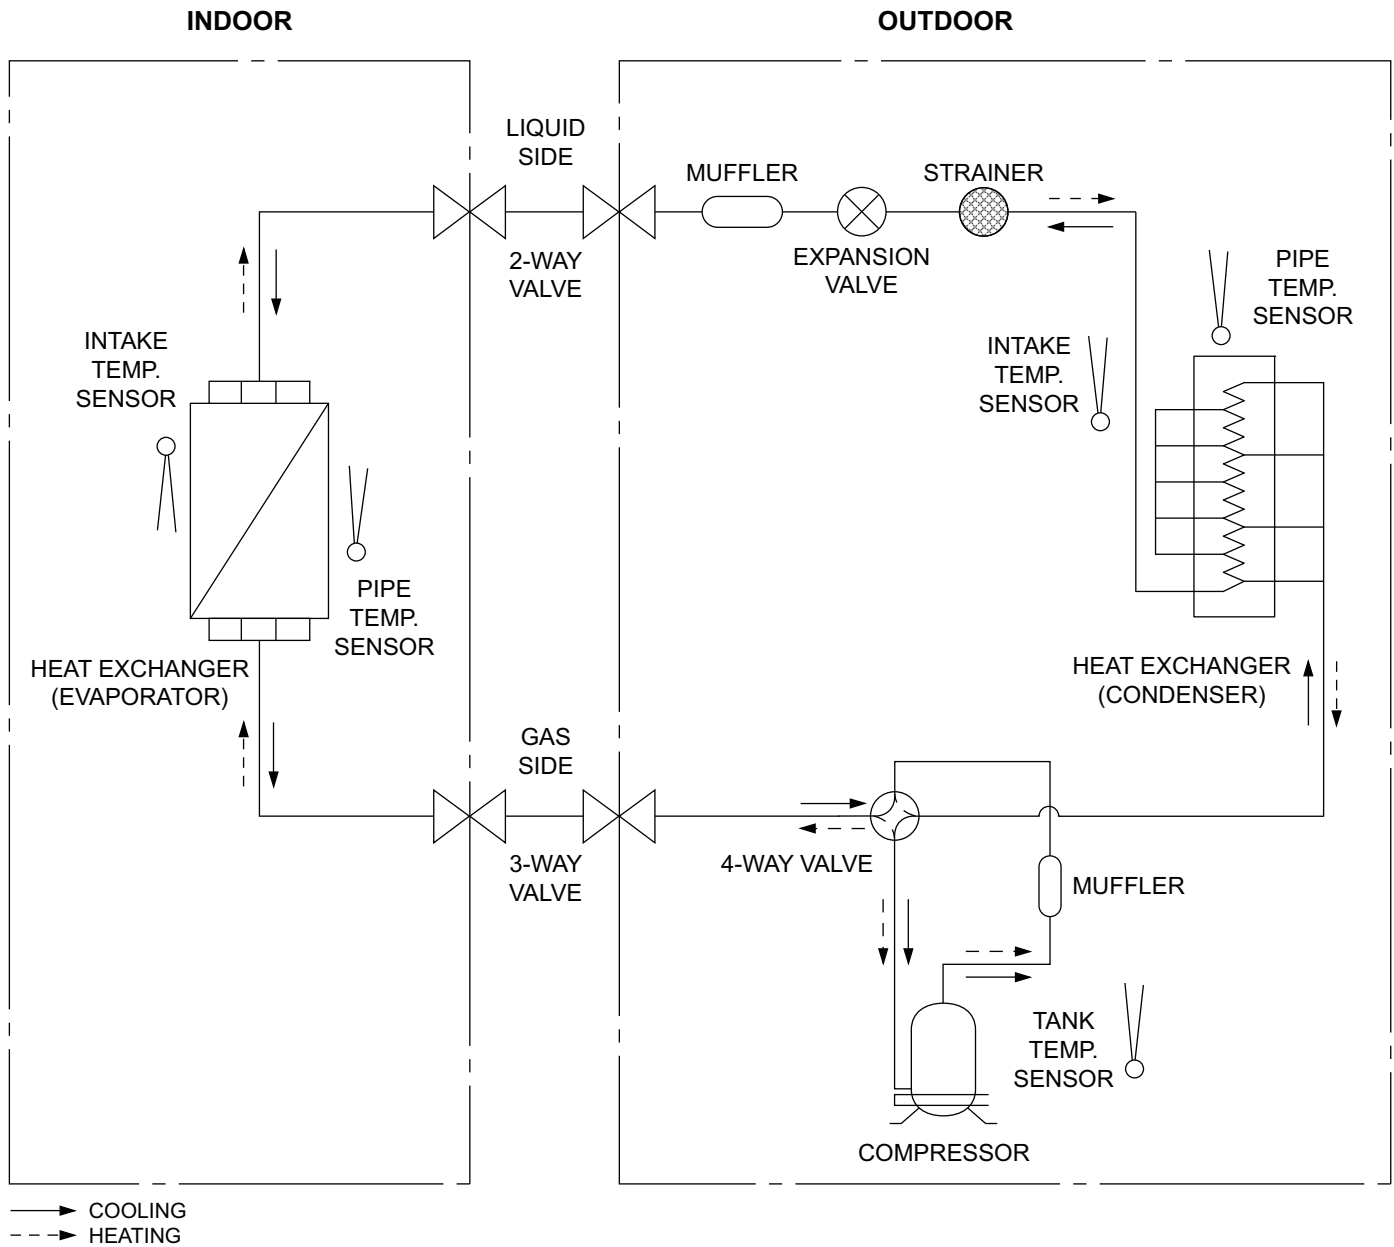 INDOOR
OUTDOOR
LIQUID
SIDE
MUFFLER
STRAINER
2-WAY
VALVE
EXPANSION
VALVE
PIPE
TEMP.
SENSOR
INTAKE
TEMP.
SENSOR
INTAKE
TEMP.
SENSOR
PIPE
TEMP.
SENSOR
HEAT EXCHANGER
(EVAPORATOR)
HEAT EXCHANGER
(CONDENSER)
GAS
SIDE
3-WAY
VALVE
4-WAY VALVE
MUFFLER
TANK
TEMP.
SENSOR
COMPRESSOR
COOLING
HEATING